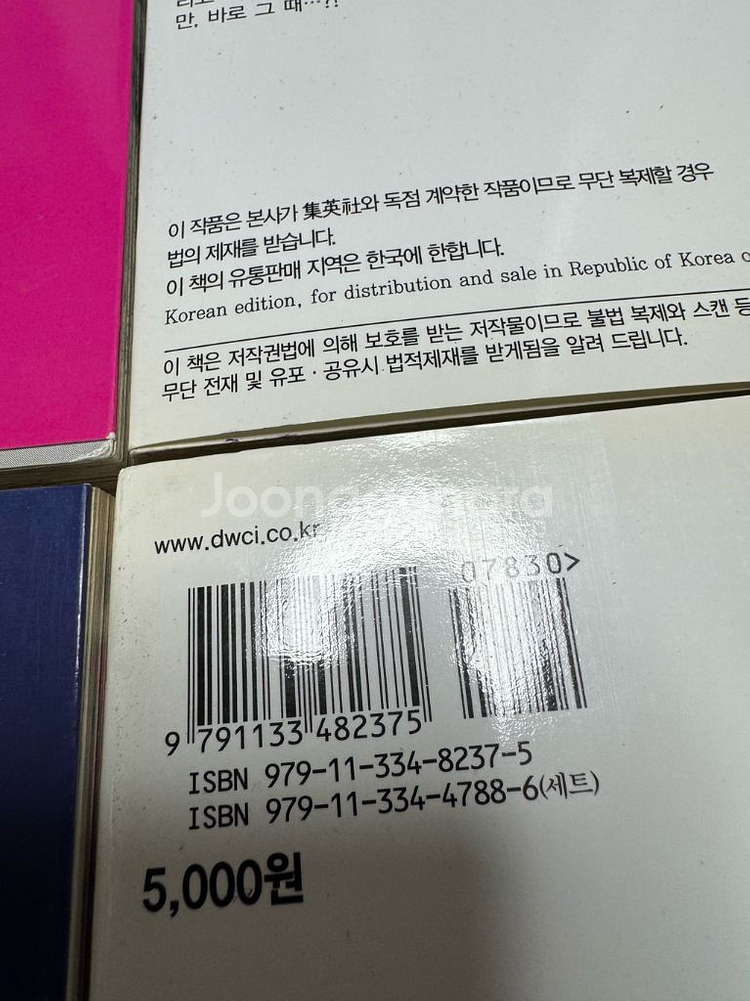 만, 바로 그 때…?!
이 작품은 본사가 集英社와 독점 계약한 작품이므로 무단 복제할 경우
법의 제재를 받습니다.
이 책의 유통판매 지역은 한국에 한합니다.
Korean edition, for distribution and sale in Republic of Korea
이 책은 저작권법에 의해 보호를 받는 저작물이므로 불법 복제와 스캔 등
무단 전재 및 유포·공유시 법적제재를 받게됨을 알려 드립니다.
www.dwci.co.kr
07830>
9 791133 482375
ISBN 979-11-334-8237-5
ISBN 979-11-334-4788-6(세트)
5,000원